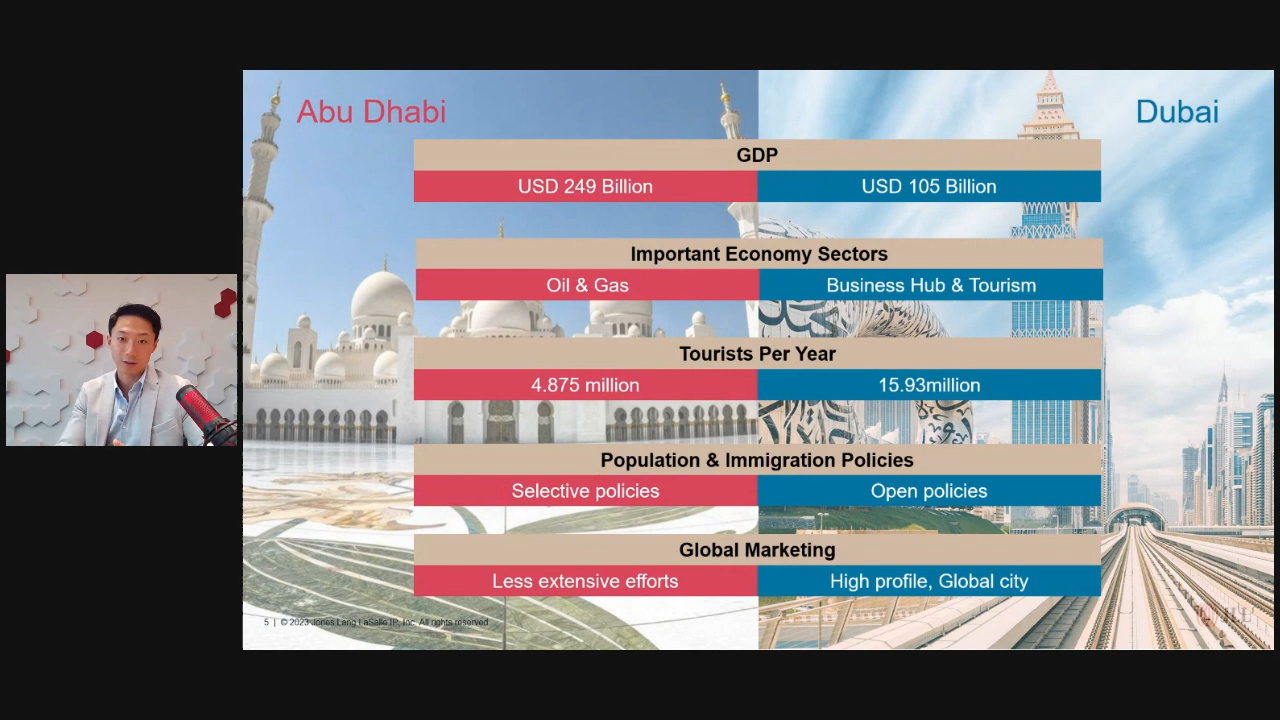 Abu Dhabi
Dubai
GDP
USD 249 Billion
USD 105 Billion
Important Economy Sectors
Oil & Gas
Business Hub & Tourism
Tourists Per Year
4.875 million
15.93million
Population & Immigration Policies
Selective policies
Open policies
Global Marketing
Less extensive efforts
High profile, Global city
5 | © 2023 Jones Lang LaSalle IP, Inc. All rights reserved